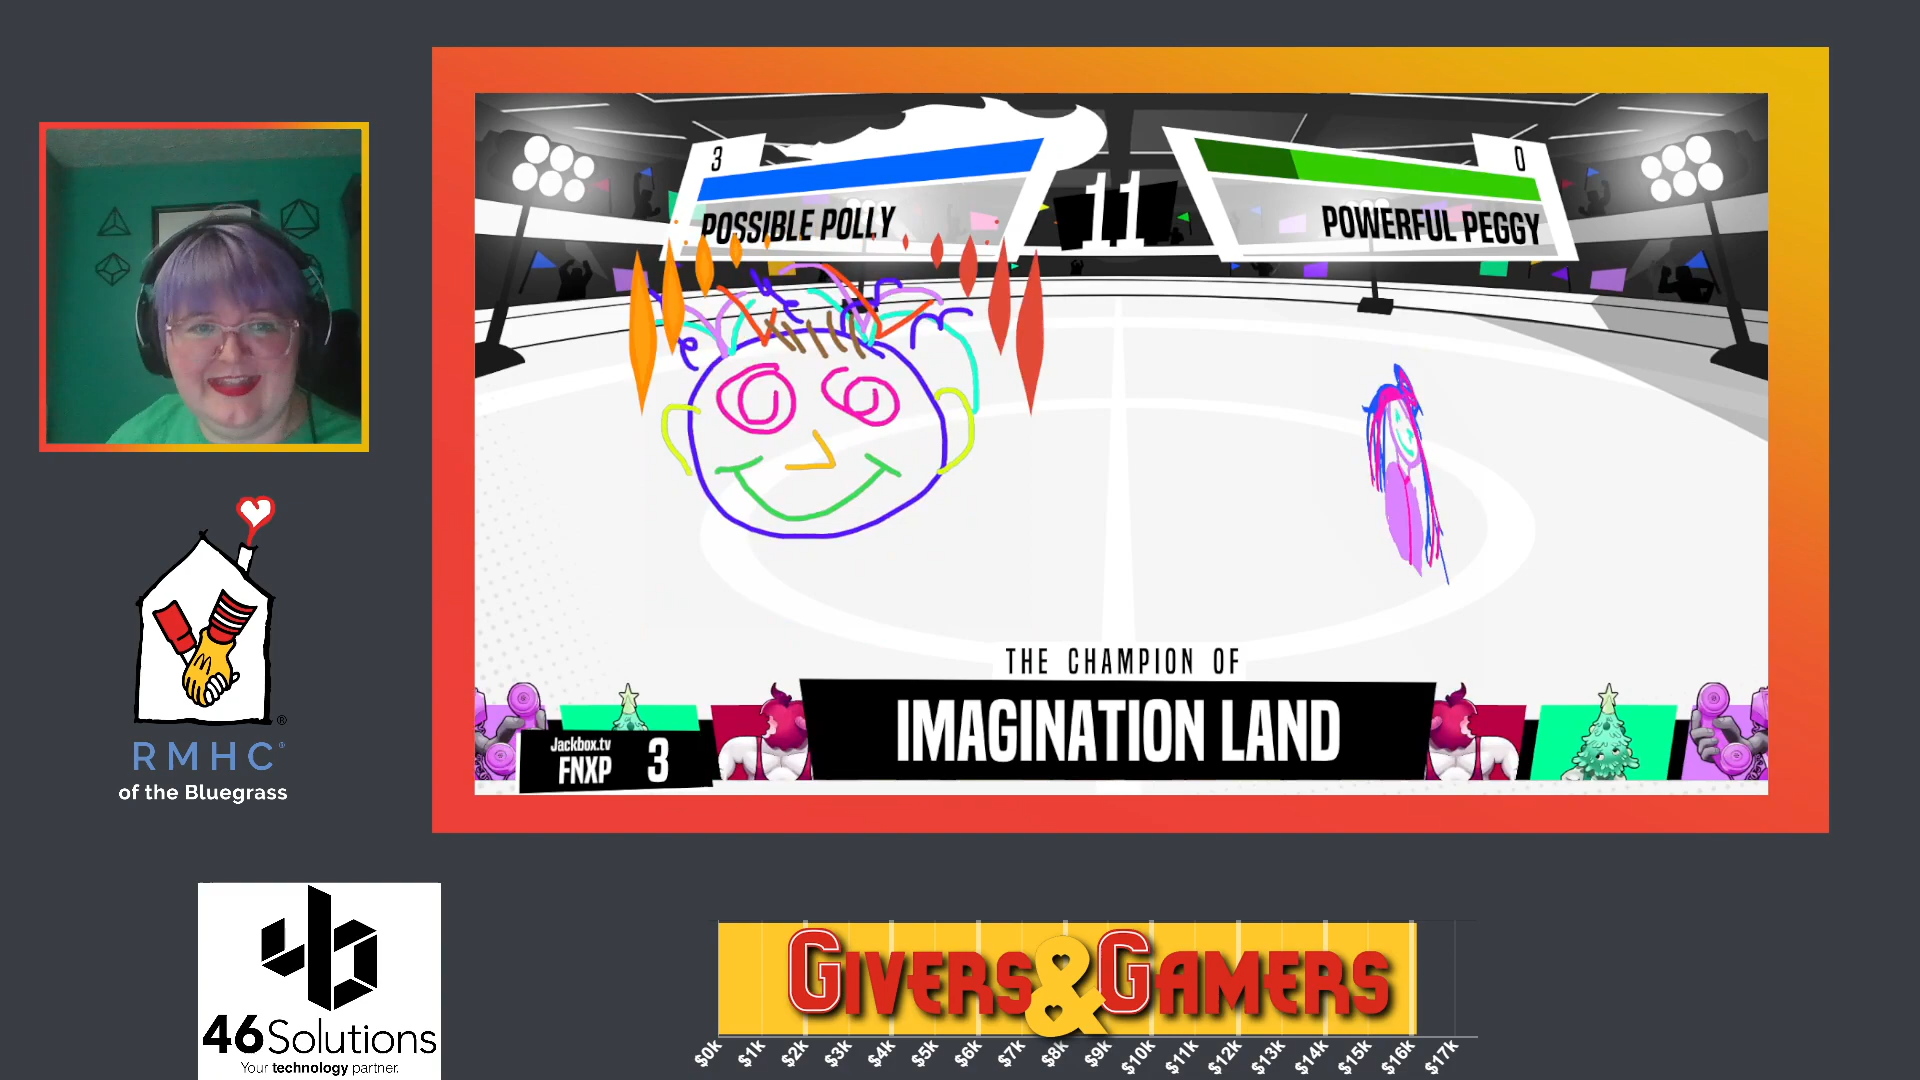 3
POSSIBLE POLLY
11
0
POWERFUL PEGGY
THE CHAMPION OF
IMAGINATION LAND
Jackbox.tv
FNXP
3
RMHC®
of the Bluegrass
46 Solutions
Your technology partner.
GIVERS & GAMERS
$0k $1k $2k $3k $4k $5k $6k $7k $8k $9k $10k $11k $12k $13k $14k $15k $16k $17k